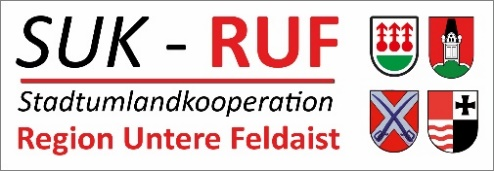 SUK - RUF
Stadtumlandkooperation
Region Untere Feldaist